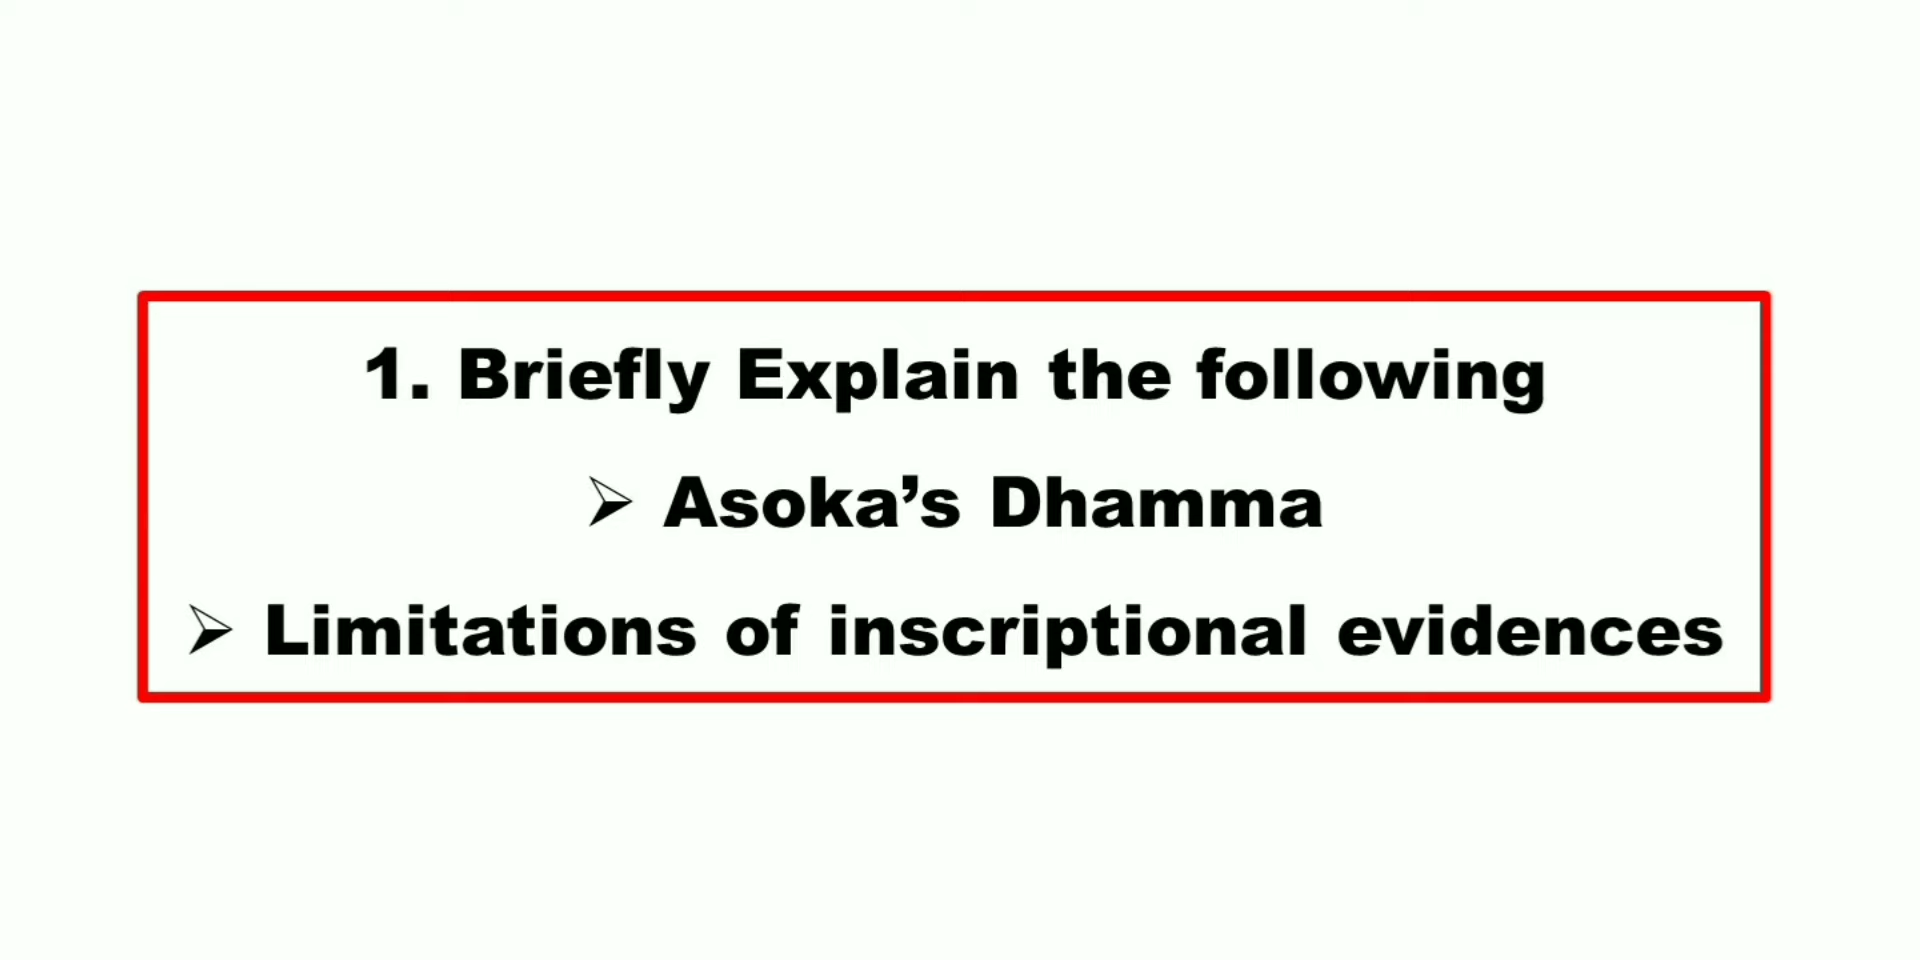 1. Briefly Explain the following
➢ Asoka’s Dhamma
➢ Limitations of inscriptional evidences